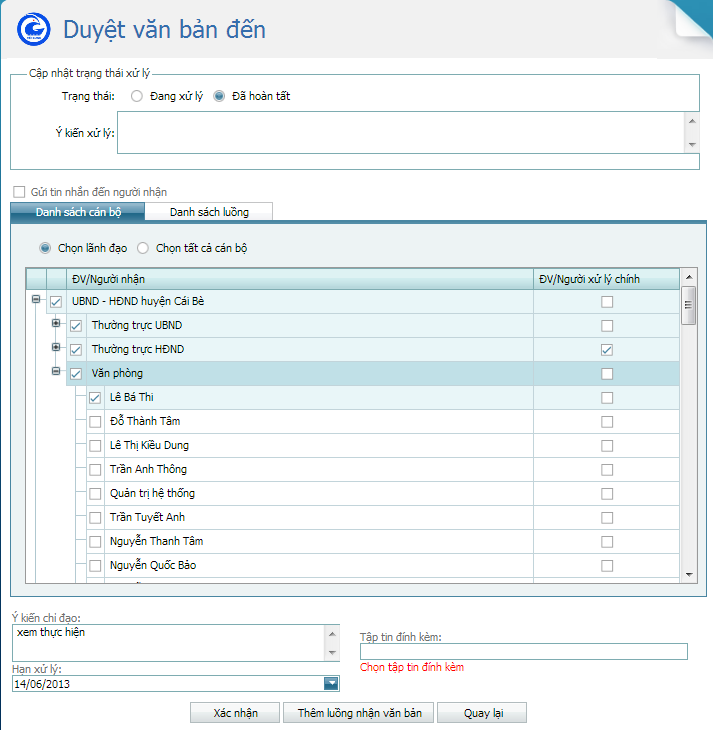 Duyệt văn bản đến
Cập nhật trạng thái xử lý
Trạng thái: Đang xử lý Đã hoàn tất
Ý kiến xử lý:
Gửi tin nhắn đến người nhận
Danh sách cán bộ Danh sách luồng
Chọn lãnh đạo Chọn tất cả cán bộ
ĐV/Người nhận ĐV/Người xử lý chính
UBND - HĐND huyện Cái Bè
Thường trực UBND
Thường trực HĐND
Văn phòng
Lê Bá Thi
Đỗ Thành Tâm
Lê Thị Kiều Dung
Trần Anh Thông
Quản trị hệ thống
Trần Tuyết Anh
Nguyễn Thanh Tâm
Nguyễn Quốc Bảo
Ý kiến chỉ đạo:
xem thực hiện
Tập tin đính kèm:
Chọn tập tin đính kèm
Hạn xử lý:
14/06/2013
Xác nhận Thêm luồng nhận văn bản Quay lại